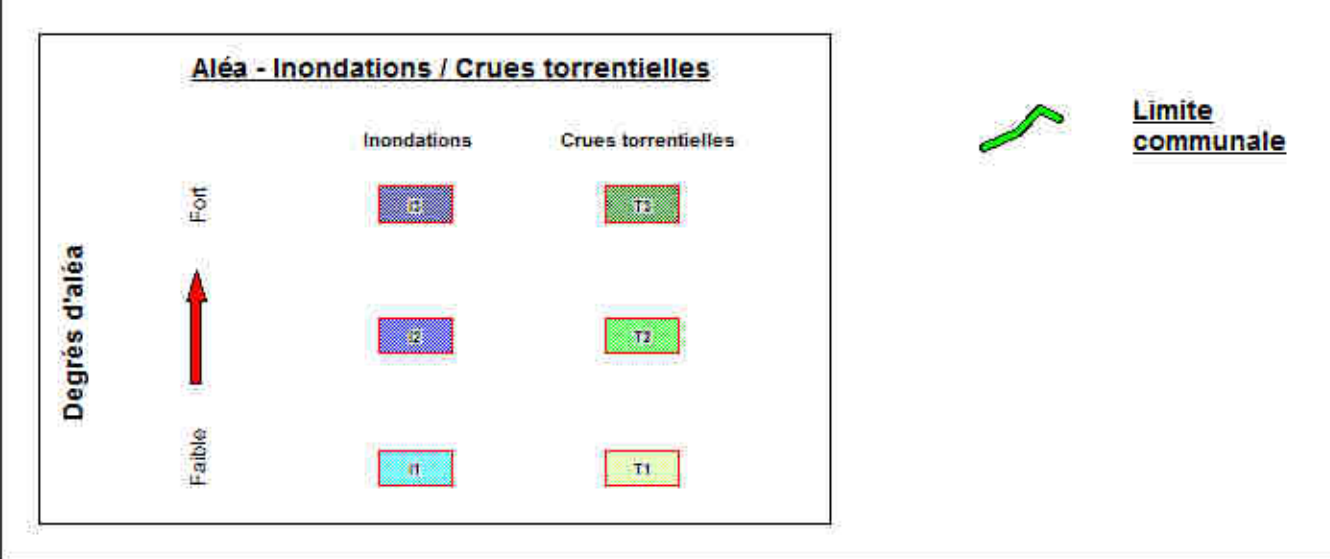 Aléa - Inondations / Crues torrentielles
Limite
communale
Inondations
Crues torrentielles
Degrés d'aléa
Fort
I3
T3
I2
T2
Faible
I1
T1